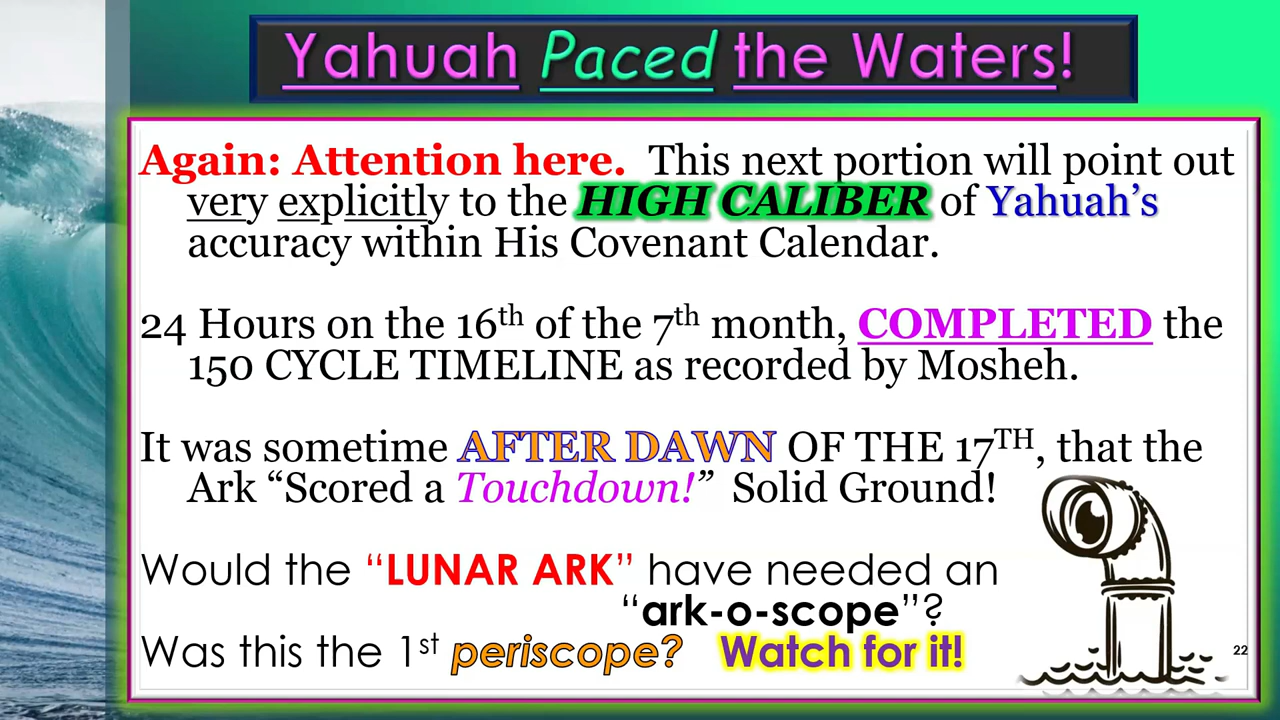 Yahuah Paced the Waters!
Again: Attention here. This next portion will point out
very explicitly to the HIGH CALIBER of Yahuah’s
accuracy within His Covenant Calendar.
24 Hours on the 16th of the 7th month, COMPLETED the
150 CYCLE TIMELINE as recorded by Mosheh.
It was sometime AFTER DAWN OF THE 17TH, that the
Ark “Scored a Touchdown!” Solid Ground!
Would the “LUNAR ARK” have needed an
“ark-o-scope”?
Was this the 1st periscope? Watch for it!
22